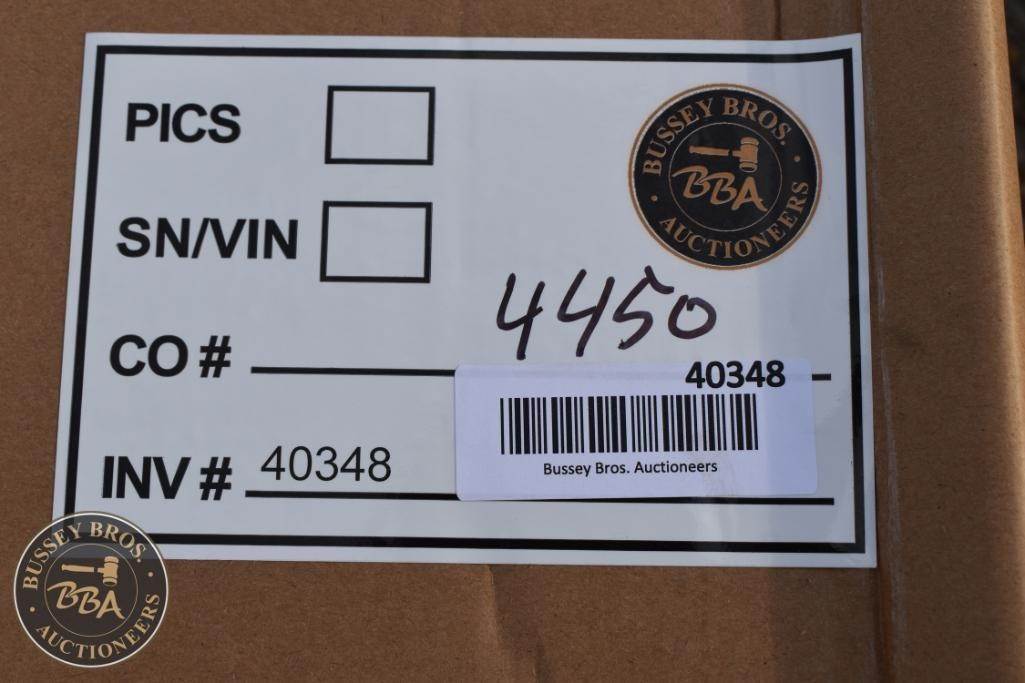 PICS
BUSSEY BROS.
BBA
AUCTIONEERS
SN/VIN
4450
CO #
40348
INV # 40348
Bussey Bros. Auctioneers
BUSSEY BROS.
BBA
AUCTIONEERS